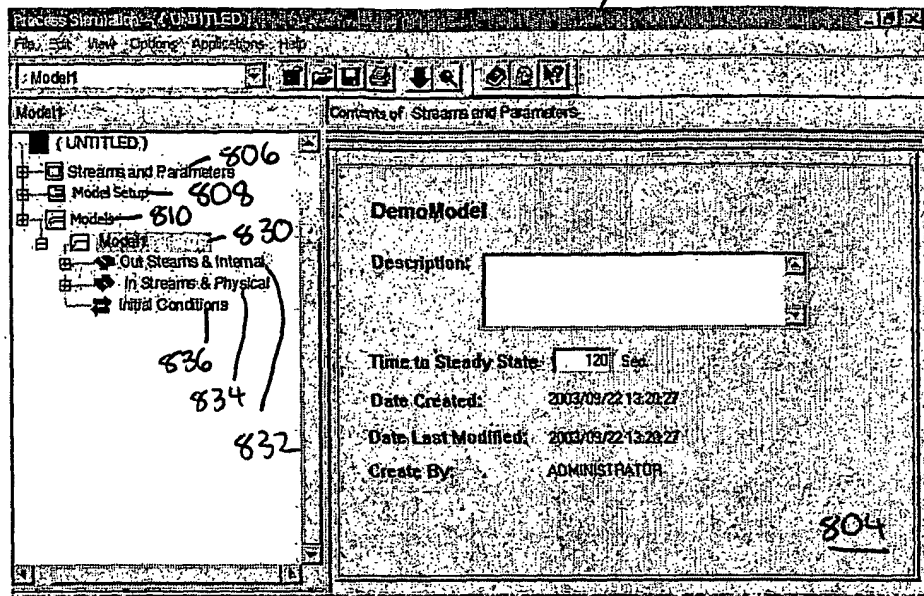 Process Simulation - ( UNTITLED )
File Edit View Options Applications Help
Model1
Model1
Contents of Streams and Parameters
( UNTITLED )
Streams and Parameters 806
Model Setup 808
Models 810
Model1 830
Out Steams & Internal
In Streams & Physical
Initial Conditions
836
834
832
DemoModel
Description:
Time to Steady State: 120 Sec.
Date Created: 2003/09/22 13:20:27
Date Last Modified: 2003/09/22 13:20:27
Create By: ADMINISTRATOR
804